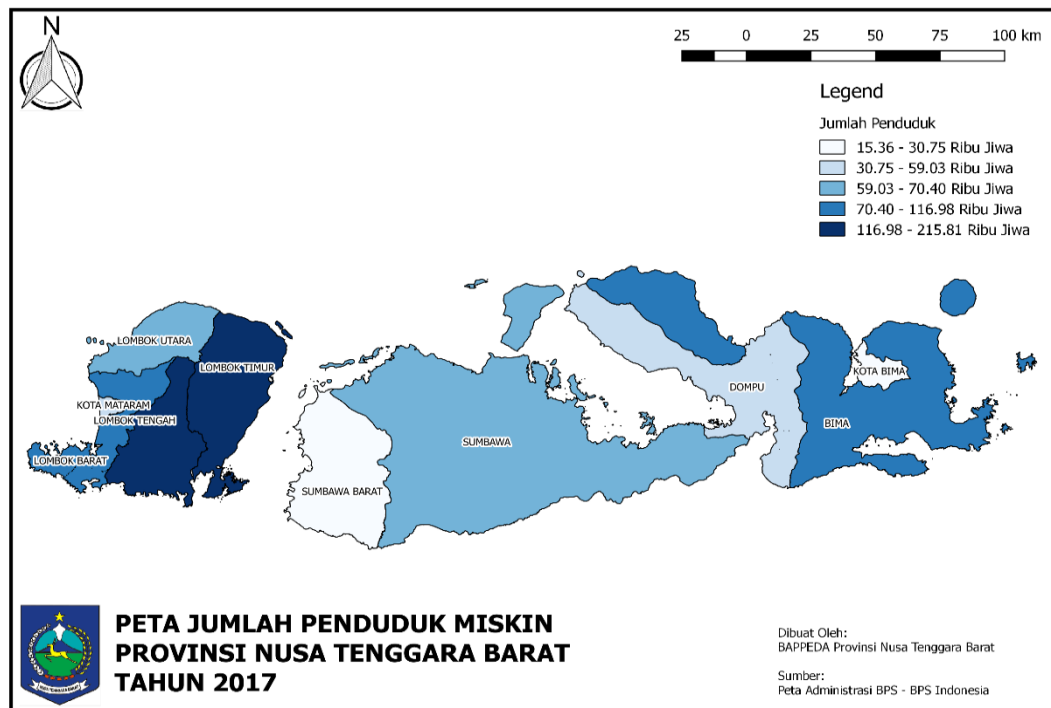 N
25 0 25 50 75 100 km
Legend
Jumlah Penduduk
15.36 - 30.75 Ribu Jiwa
30.75 - 59.03 Ribu Jiwa
59.03 - 70.40 Ribu Jiwa
70.40 - 116.98 Ribu Jiwa
116.98 - 215.81 Ribu Jiwa
LOMBOK UTARA
LOMBOK TIMUR
KOTA MATARAM
LOMBOK TENGAH
LOMBOK BARAT
SUMBAWA BARAT
SUMBAWA
DOMPU
KOTA BIMA
BIMA
PETA JUMLAH PENDUDUK MISKIN
PROVINSI NUSA TENGGARA BARAT
TAHUN 2017
NUSA TENGGARA BARAT
Dibuat Oleh:
BAPPEDA Provinsi Nusa Tenggara Barat
Sumber:
Peta Administrasi BPS - BPS Indonesia